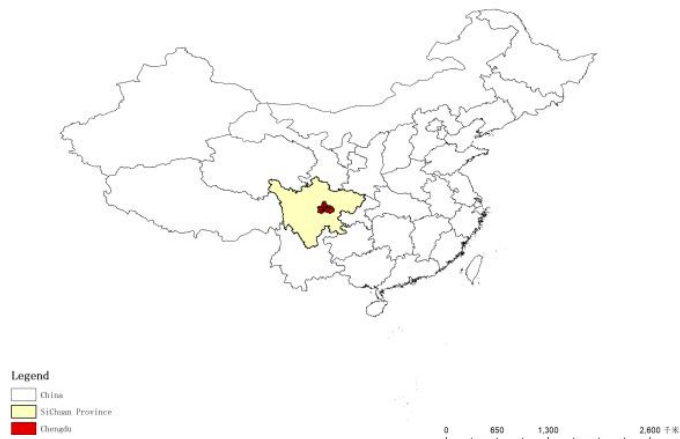 Legend
China
SiChuan Province
Chengdu
0 650 1,300 2,600 千米